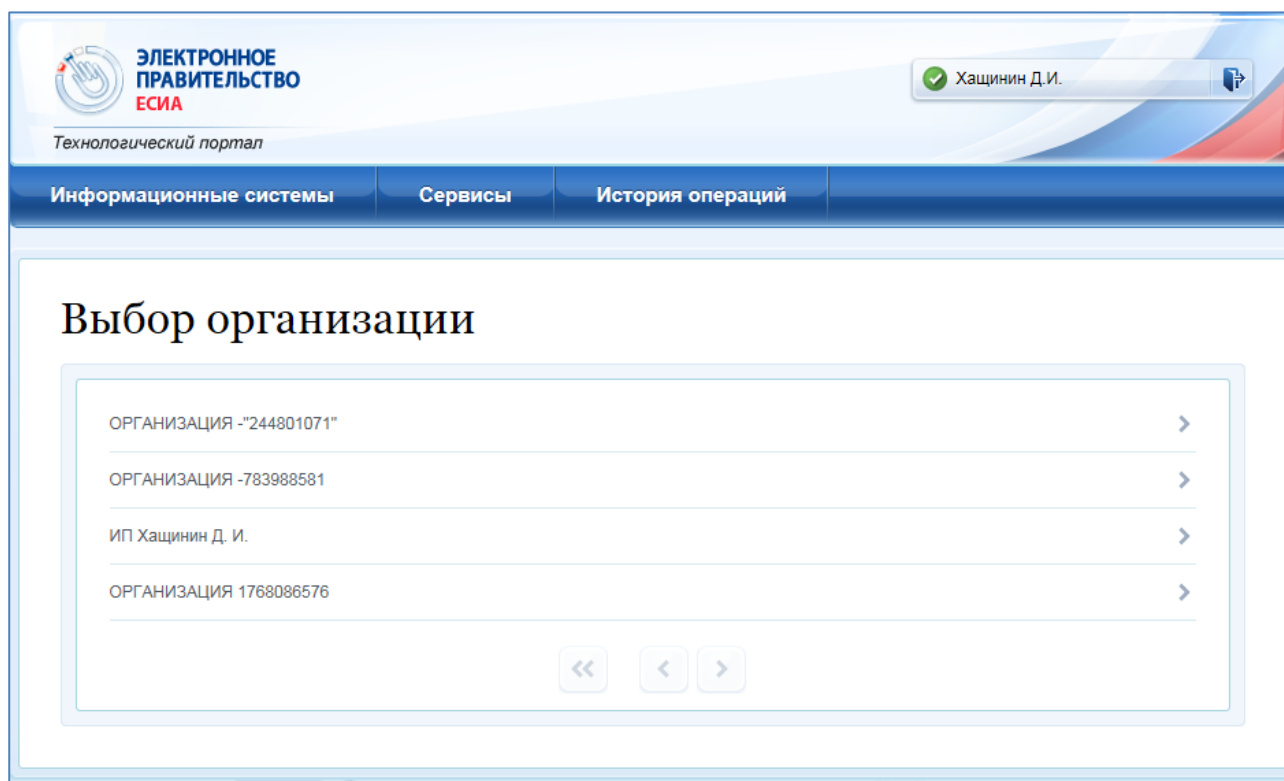 ЭЛЕКТРОННОЕ
ПРАВИТЕЛЬСТВО
ЕСИА
Технологический портал
Хащинин Д.И.
Информационные системы
Сервисы
История операций
Выбор организации
ОРГАНИЗАЦИЯ -"244801071"
ОРГАНИЗАЦИЯ -783988581
ИП Хащинин Д. И.
ОРГАНИЗАЦИЯ 1768086576